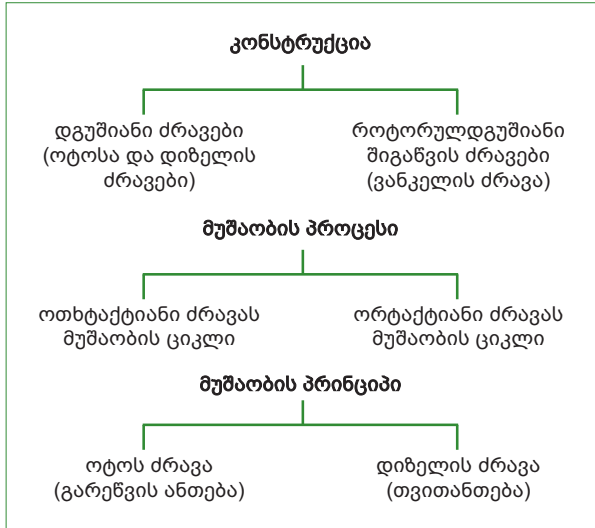 კონსტრუქცია
დგუშიანი ძრავები
(ოტოსა და დიზელის
ძრავები)
როტორულდგუშიანი
შიგაწვის ძრავები
(ვანკელის ძრავა)
მუშაობის პროცესი
ოთხტაქტიანი ძრავას
მუშაობის ციკლი
ორტაქტიანი ძრავას
მუშაობის ციკლი
მუშაობის პრინციპი
ოტოს ძრავა
(გარეწვის ანთება)
დიზელის ძრავა
(თვითანთება)